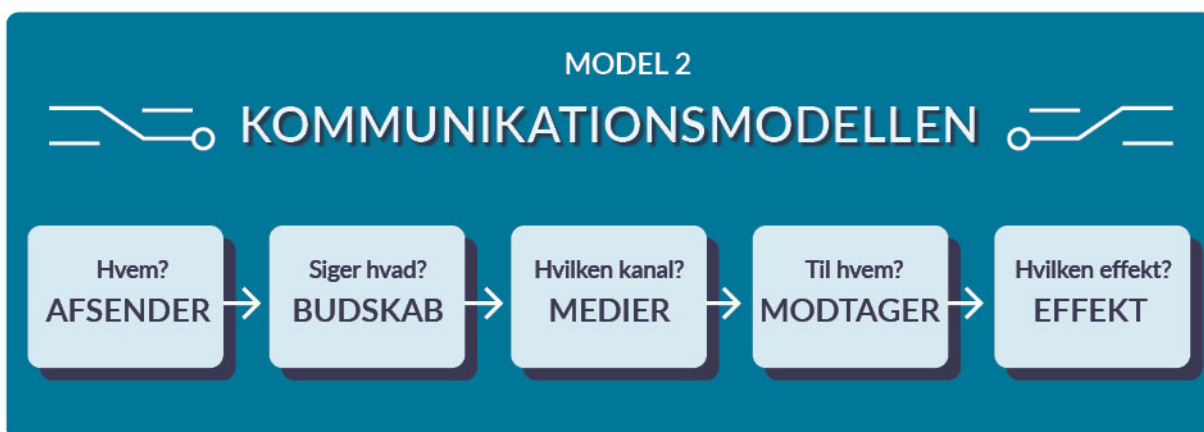 MODEL 2
KOMMUNIKATIONSMODELLEN
Hvem?
AFSENDER
Siger hvad?
BUDSKAB
Hvilken kanal?
MEDIER
Til hvem?
MODTAGER
Hvilken effekt?
EFFEKT